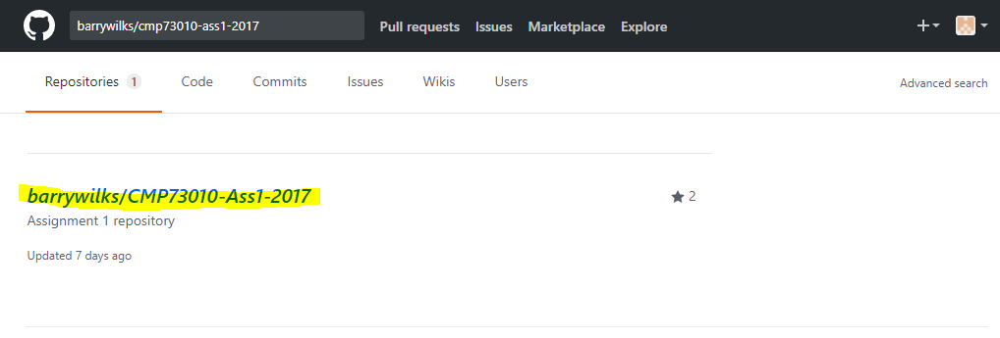 barrywilks/cmp73010-ass1-2017 Pull requests Issues Marketplace Explore
Repositories 1 Code Commits Issues Wikis Users Advanced search
barrywilks/CMP73010-Ass1-2017 2
Assignment 1 repository
Updated 7 days ago